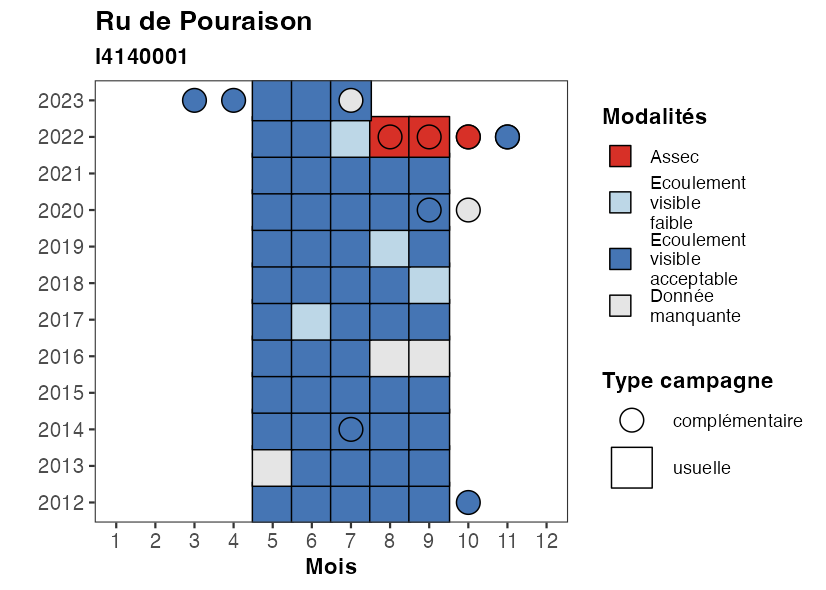 Ru de Pouraison
I4140001
2023
2022
2021
2020
2019
2018
2017
2016
2015
2014
2013
2012
1 2 3 4 5 6 7 8 9 10 11 12
Mois
Modalités
Assec
Ecoulement
visible
faible
Ecoulement
visible
acceptable
Donnée
manquante
Type campagne
complémentaire
usuelle